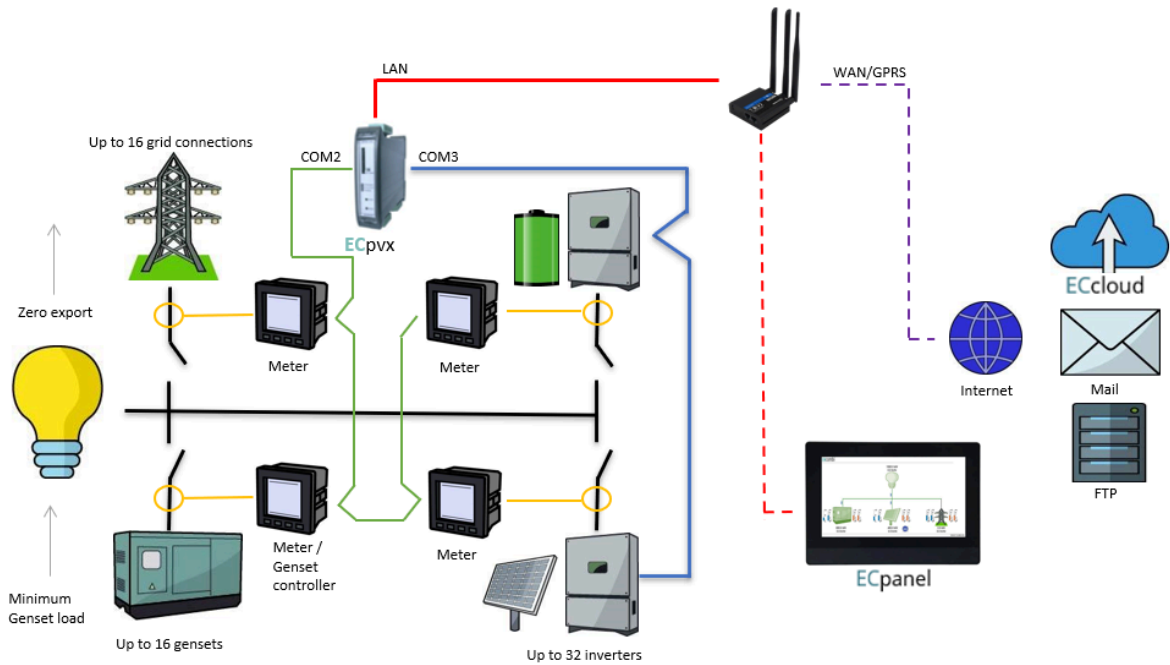 LAN
WAN/GPRS
Up to 16 grid connections
COM2
COM3
ECpvx
ECcloud
Zero export
Meter
Meter
Internet
Mail
FTP
Meter /
Genset
controller
Meter
ECpanel
Minimum
Genset load
Up to 16 gensets
Up to 32 inverters